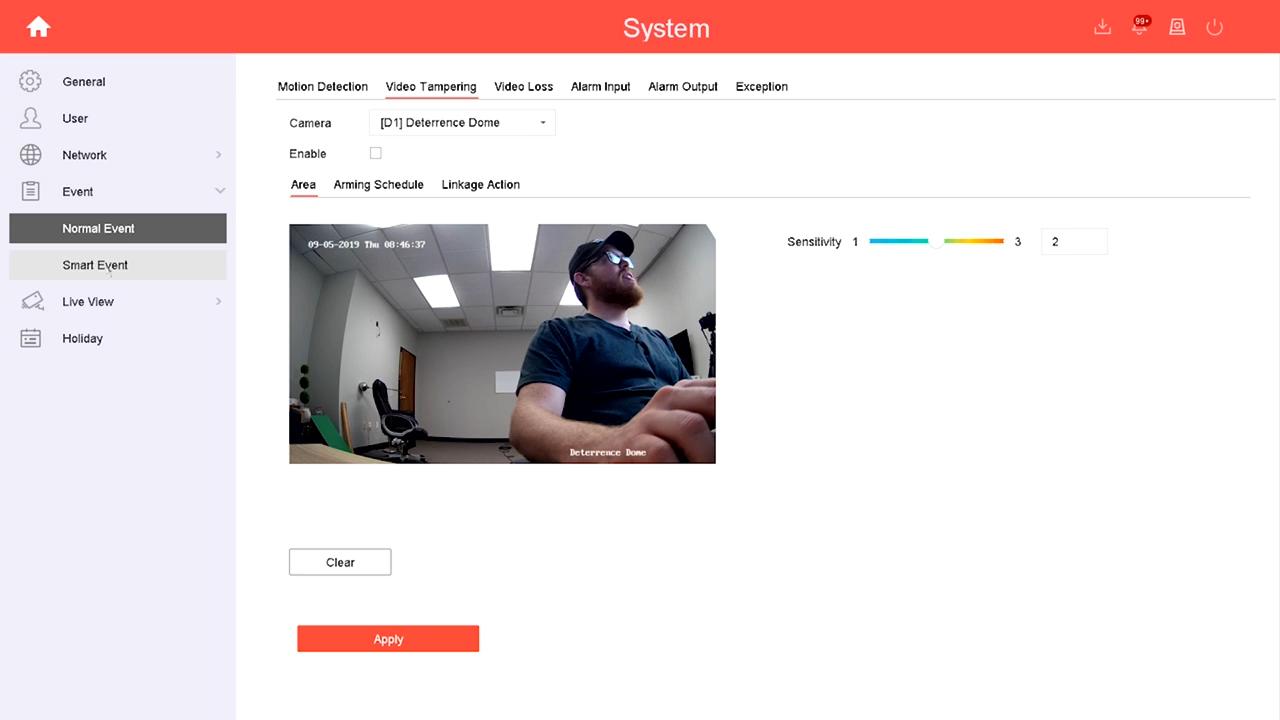 System
99+
General
User
Network
Event
Normal Event
Smart Event
Live View
Holiday
Motion Detection Video Tampering Video Loss Alarm Input Alarm Output Exception
Camera [D1] Deterrence Dome
Enable
Area Arming Schedule Linkage Action
09-05-2019 Thu 08:46:37
Deterrence Dome
Sensitivity 1 3 2
Clear
Apply